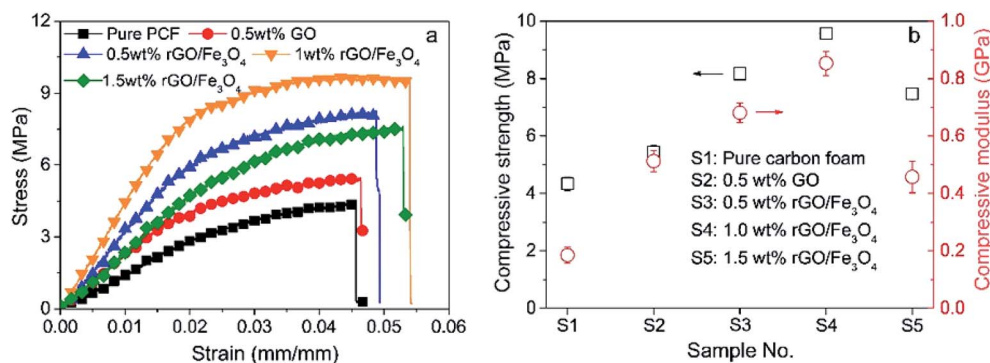 Pure PCF 0.5wt% GO a
0.5wt% rGO/Fe₃O₄ 1wt% rGO/Fe₃O₄
1.5wt% rGO/Fe₃O₄
Stress (MPa)
12
9
6
3
0
0.00 0.01 0.02 0.03 0.04 0.05 0.06
Strain (mm/mm)
b
Compressive strength (MPa)
10
8
6
4
2
0
S1: Pure carbon foam
S2: 0.5 wt% GO
S3: 0.5 wt% rGO/Fe₃O₄
S4: 1.0 wt% rGO/Fe₃O₄
S5: 1.5 wt% rGO/Fe₃O₄
S1 S2 S3 S4 S5
Sample No.
1.0
0.8
0.6
0.4
0.2
0.0
Compressive modulus (GPa)